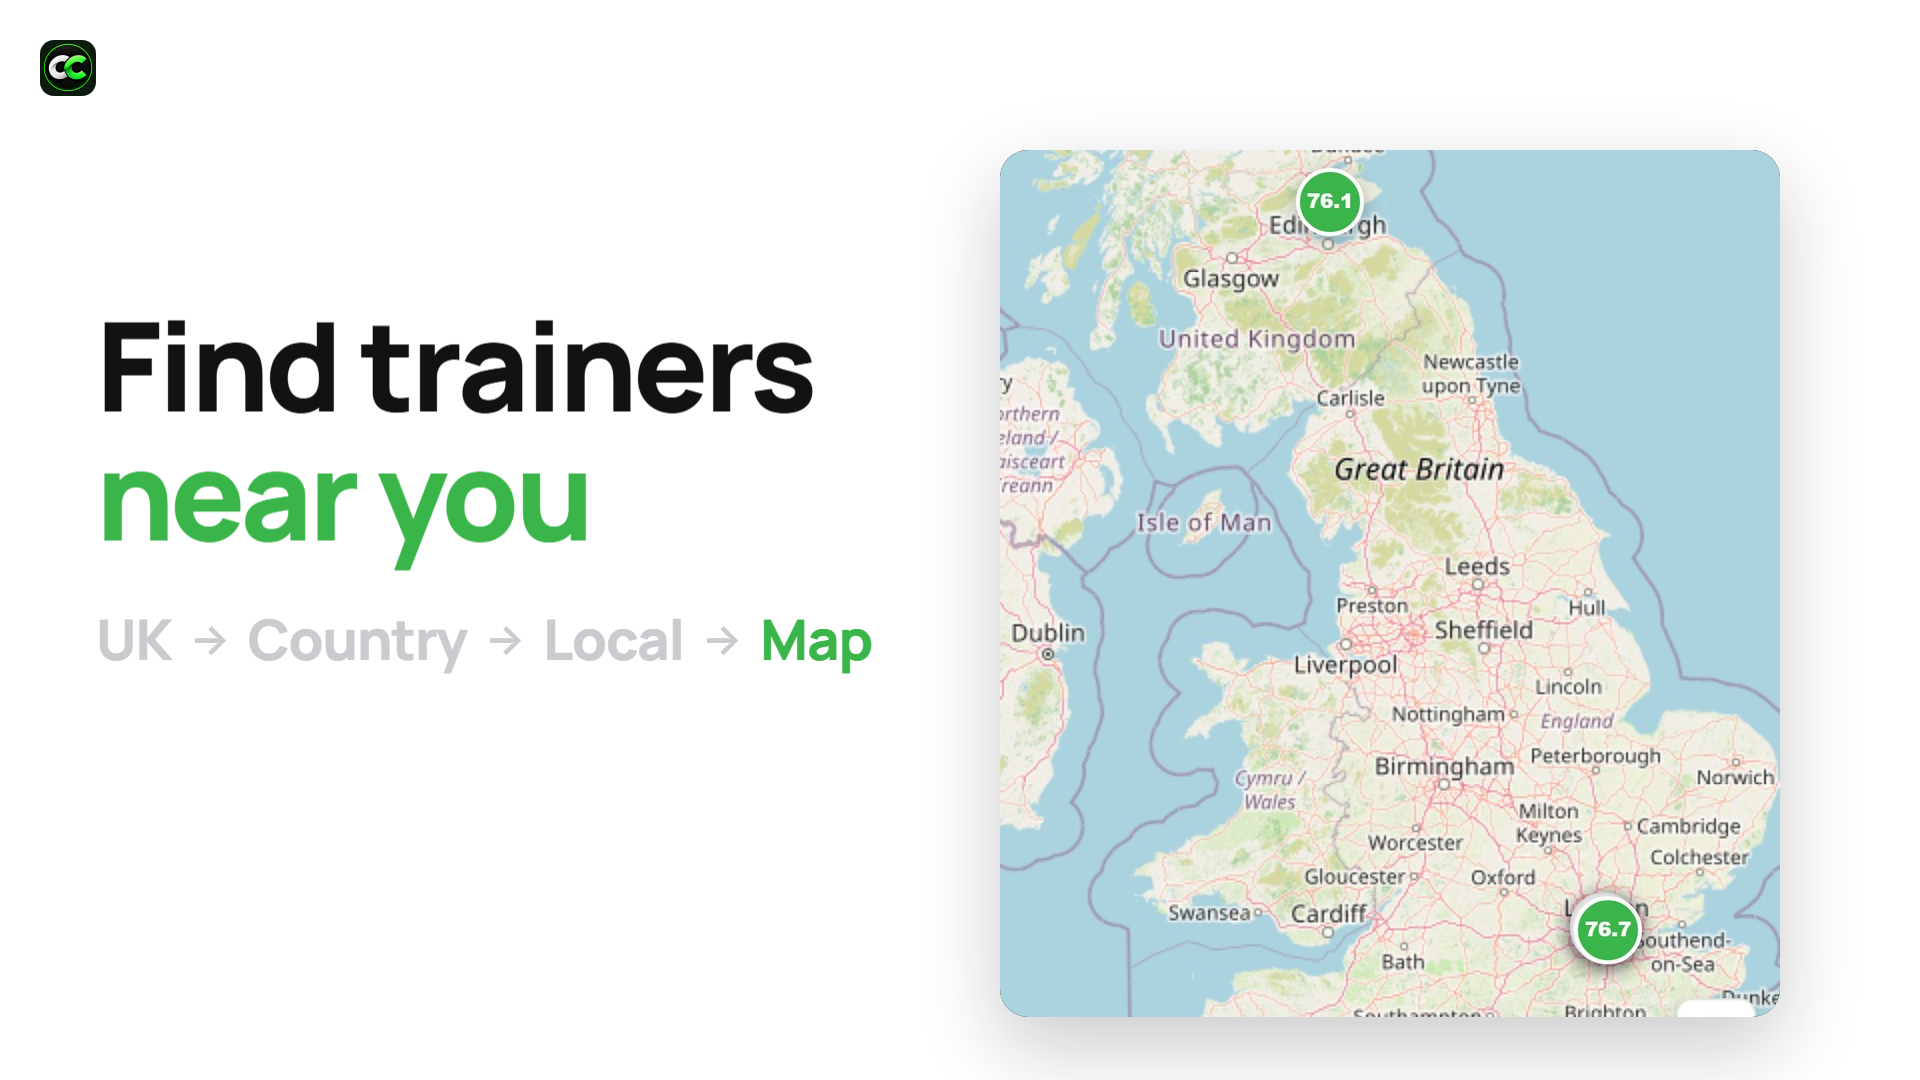 CC
Find trainers
near you
UK → Country → Local → Map
76.1
Glasgow
United Kingdom
Newcastle
upon Tyne
Carlisle
Great Britain
Isle of Man
Leeds
Preston
Hull
Dublin
Sheffield
Liverpool
Lincoln
Nottingham
England
Peterborough
Birmingham
Norwich
Cymru /
Wales
Milton
Keynes
Cambridge
Worcester
Colchester
Gloucester
Oxford
Swansea
Cardiff
76.7
on-Sea
Bath
Brighton